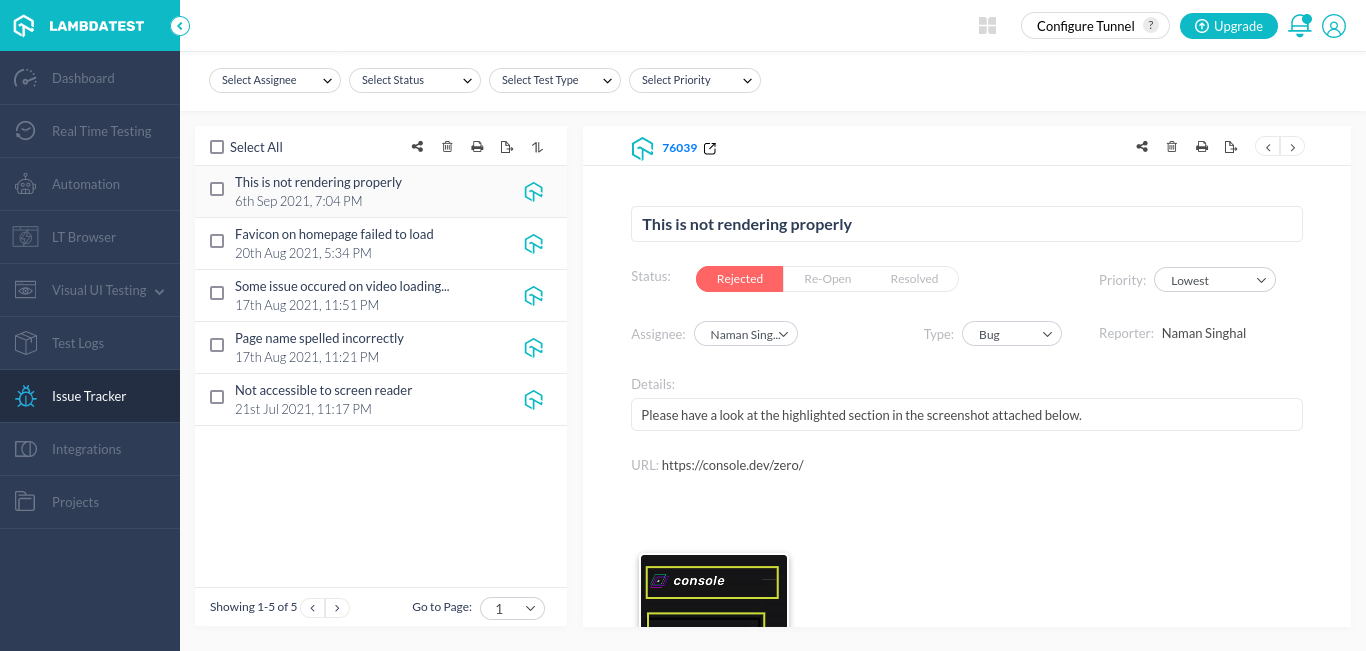 LAMBDATEST
Configure Tunnel ?
Upgrade
Dashboard
Real Time Testing
Automation
LT Browser
Visual UI Testing
Test Logs
Issue Tracker
Integrations
Projects
Select Assignee
Select Status
Select Test Type
Select Priority
Select All
This is not rendering properly
6th Sep 2021, 7:04 PM
Favicon on homepage failed to load
20th Aug 2021, 5:34 PM
Some issue occured on video loading...
17th Aug 2021, 11:51 PM
Page name spelled incorrectly
17th Aug 2021, 11:21 PM
Not accessible to screen reader
21st Jul 2021, 11:17 PM
Showing 1-5 of 5
Go to Page: 1
76039
This is not rendering properly
Status: Rejected Re-Open Resolved
Priority: Lowest
Assignee: Naman Sing...
Type: Bug
Reporter: Naman Singhal
Details:
Please have a look at the highlighted section in the screenshot attached below.
URL: https://console.dev/zero/
console